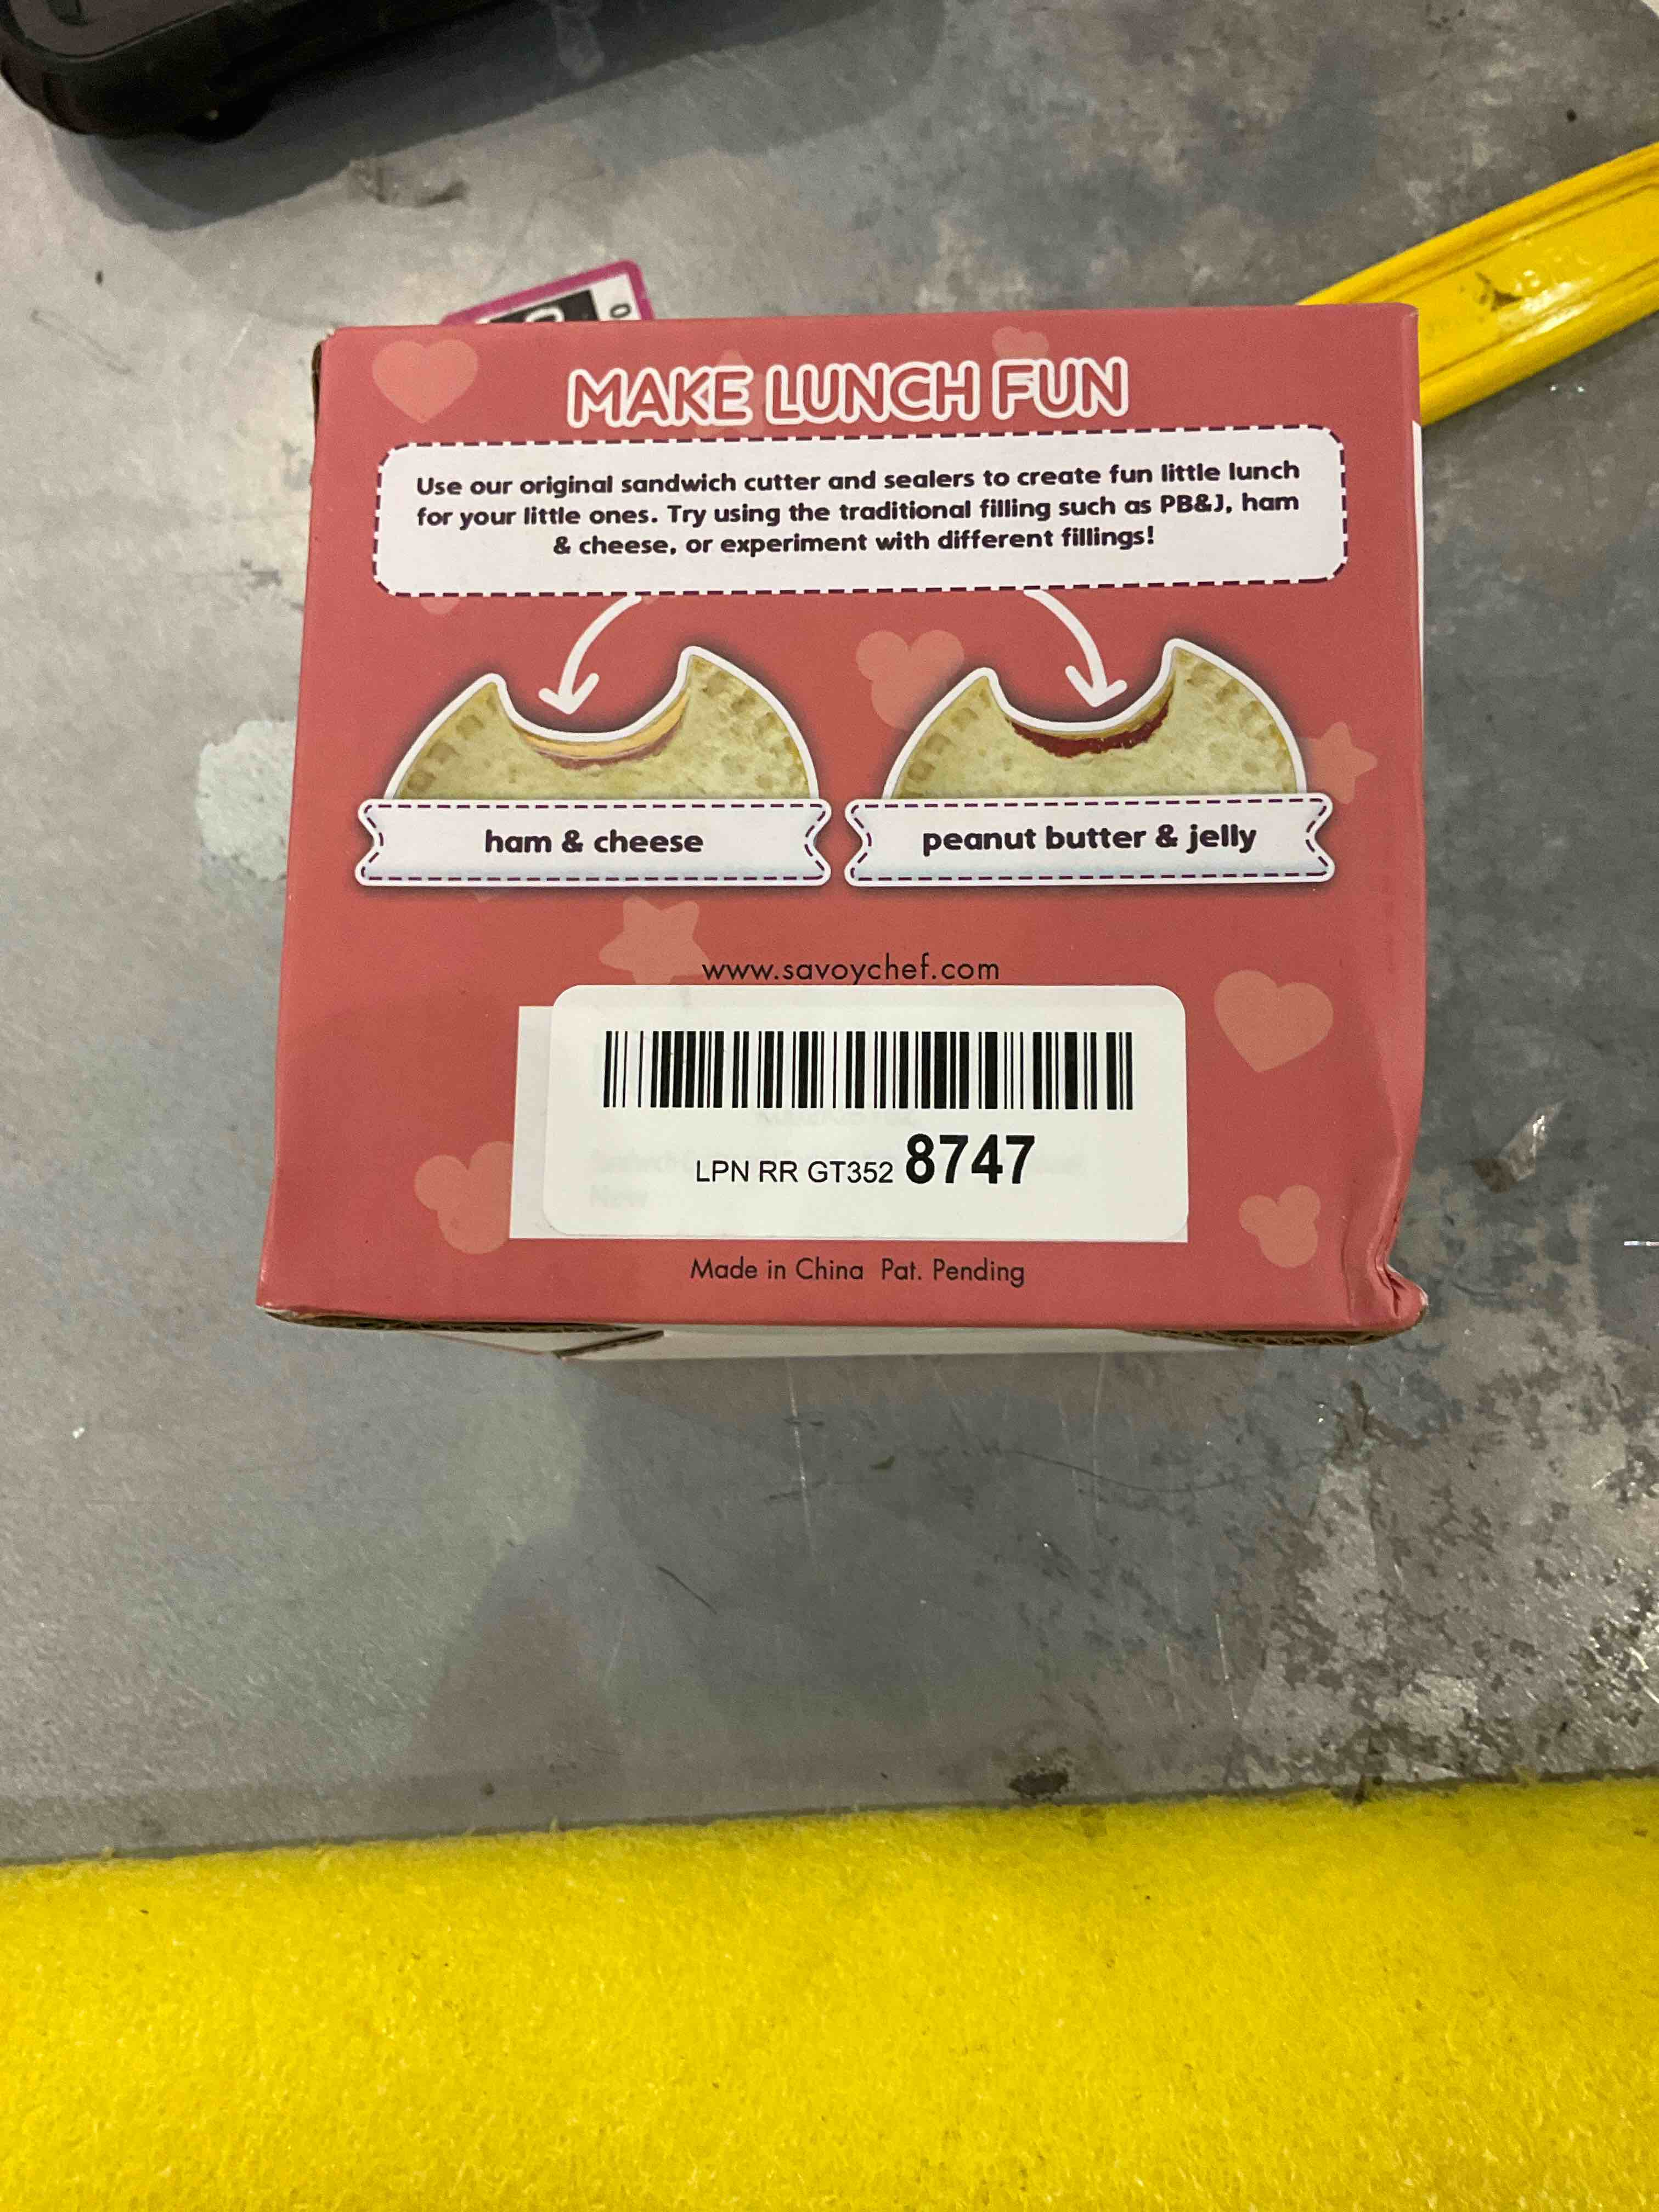 MAKE LUNCH FUN
Use our original sandwich cutter and sealers to create fun little lunch
for your little ones. Try using the traditional filling such as PB&J, ham
& cheese, or experiment with different fillings!
ham & cheese
peanut butter & jelly
www.savoychef.com
LPN RR GT352 8747
Made in China Pat. Pending